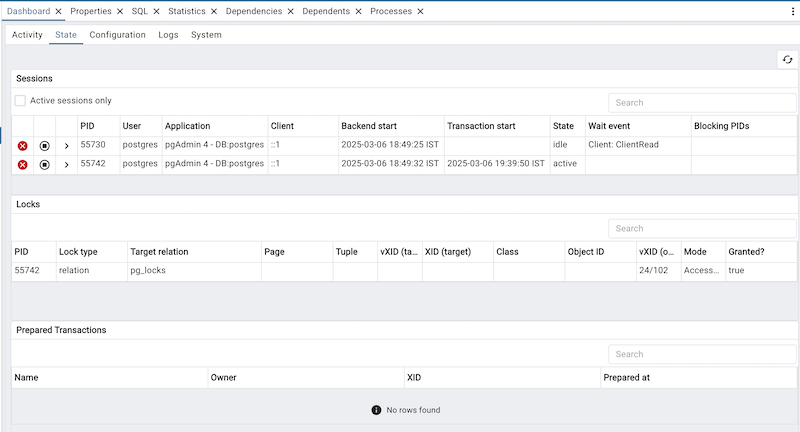 Dashboard Properties SQL Statistics Dependencies Dependents Processes
Activity State Configuration Logs System
Sessions
Active sessions only
Search
PID User Application Client Backend start Transaction start State Wait event Blocking PIDs
55730 postgres pgAdmin 4 - DB:postgres ::1 2025-03-06 18:49:25 IST idle Client: ClientRead
55742 postgres pgAdmin 4 - DB:postgres ::1 2025-03-06 18:49:32 IST 2025-03-06 19:39:50 IST active
Locks
Search
PID Lock type Target relation Page Tuple vXID (ta... XID (target) Class Object ID vXID (o... Mode Granted?
55742 relation pg_locks 24/102 Access... true
Prepared Transactions
Search
Name Owner XID Prepared at
No rows found